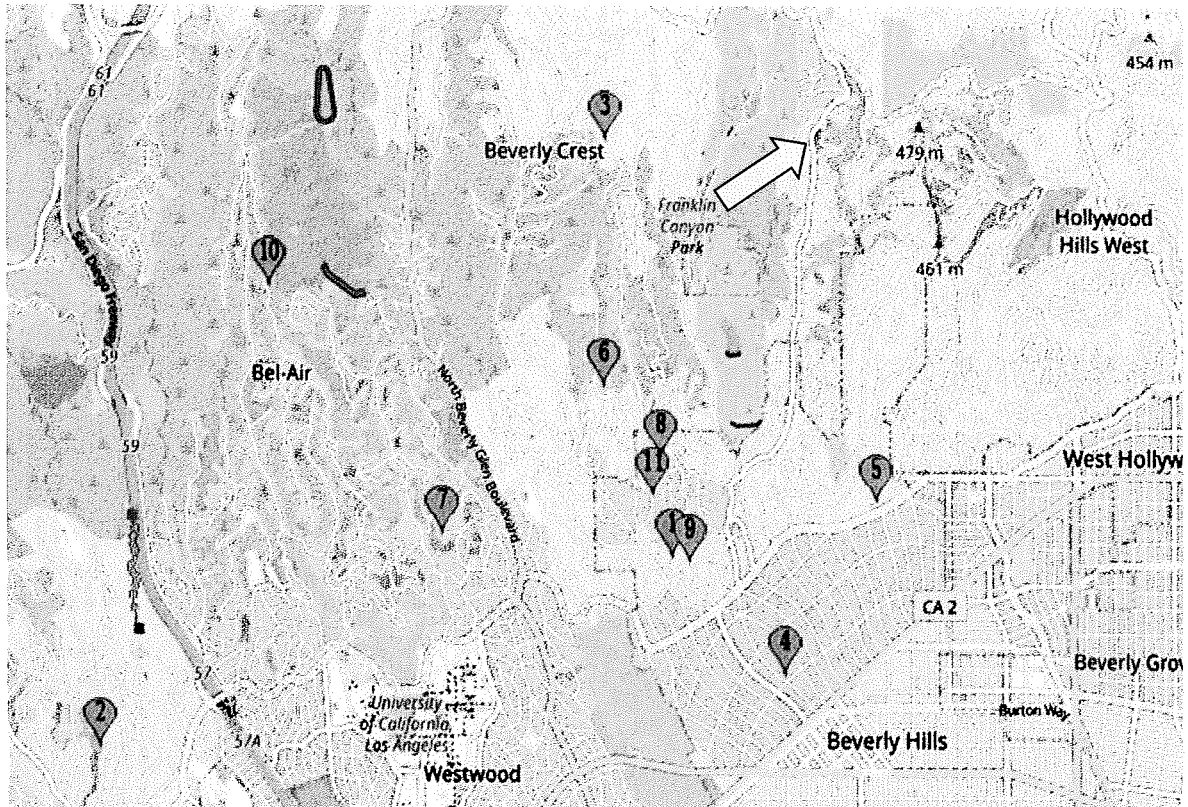 454 m
61
61
3
Beverly Crest
479 m
Franklin
Canyon
Park
Hollywood
Hills West
San Diego Freeway
10
461 m
59
6
Bel-Air
North Beverly Glen Boulevard
8
59
11
5
West Hollyw
7
1
9
CA 2
4
Beverly Grov
57
2
University
of California,
Los Angeles
Burton Way
57A
Beverly Hills
Westwood